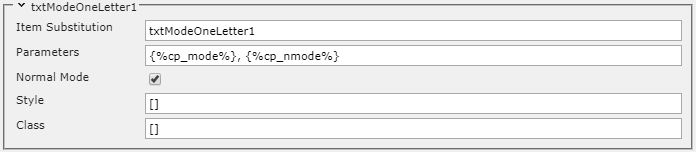 txtModeOneLetter1
Item Substitution txtModeOneLetter1
Parameters {%cp_mode%}, {%cp_nmode%}
Normal Mode
Style []
Class []